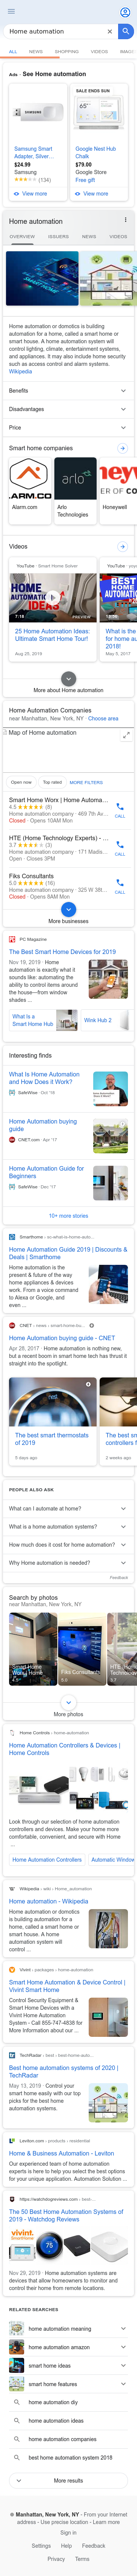 Home automation
ALL NEWS SHOPPING VIDEOS
Ads · See Home automation
Samsung Smart Adapter, Silver...
$24.99
Samsung
(134)
View more
SALE ENDS SUN
Google Nest Hub Chalk
$79.00
Google Store
Free gift
View more
Home automation
OVERVIEW ISSUERS NEWS VIDEOS
Home automation or domotics is building
automation for a home, called a smart home or
smart house. A home automation system will
control lighting, climate, entertainment systems,
and appliances. It may also include home security
such as access control and alarm systems.
Wikipedia
Benefits
Disadvantages
Price
Smart home companies
Alarm.com
Arlo Technologies
Honeywell
Videos
YouTube · Smart Home Solver
HOME
IDEAS
1:18
PREVIEW
25 Home Automation Ideas:
Ultimate Smart Home Tour!
Aug 25, 2019
What is the
for home au
2018!
May 5, 2017
More about Home automation
Home Automation Companies
near Manhattan, New York, NY · Choose area
Map of Home automation
Open now Top rated MORE FILTERS
Smart Home Worx | Home Automa...
4.5 (8)
Home automation company · 469 7th Av...
Closed · Opens 10AM Mon
CALL
HTE (Home Technology Experts) - ...
3.7 (3)
Home automation company · 171 Madis...
Open · Closes 3PM
CALL
Fiks Consultants
5.0 (16)
Home automation company · 325 W 38t...
Closed · Opens 8AM Mon
CALL
More businesses
PC Magazine
The Best Smart Home Devices for 2019
Nov 19, 2019 · Home
automation is exactly what it
sounds like: automating the
ability to control items around
the house—from window
shades ...
What Is a
Smart Home Hub
Wink Hub 2
Interesting finds
What Is Home Automation
and How Does it Work?
SafeWise · Oct '16
Home Automation buying
guide
CNET.com · Apr '17
Home Automation Guide for
Beginners
SafeWise · Dec '17
10+ more stories
Smarthome
Home Automation Guide 2019 | Discounts &
Deals | Smarthome
Home automation is the
present and future of the way
appliances & devices
work. From a voice command
to Alexa or Google, and
even ...
CNET › news › smart-home-bu...
Home Automation buying guide - CNET
Apr 28, 2017 · Home automation is nothing new,
but a recent boom in smart home tech has thrust it
straight into the spotlight.
The best smart thermostats
of 2019
5 days ago
The best sm
controllers f
2 weeks ago
PEOPLE ALSO ASK
What can I automate at home?
What is a home automation system?
How much does it cost for home automation?
Why Home automation is needed?
Feedback
Search by photos
near Manhattan, New York, NY
Fiks Consultants
5.0
More photos
Home Controls › home-automation
Home Automation Controllers & Devices |
Home Controls
Look through our selection of home automation
controllers and devices that will make your home
more comfortable, convenient, and enjoyable with
...
Home Automation Controllers
Automatic Window
Wikipedia › wiki › Home_automation
Home automation - Wikipedia
Home automation or domotics
is building automation for a
home, called a smart home or
smart house. A home
automation system will
control ...
Vivint › packages › home-automation
Smart Home Automation & Device Control |
Vivint Smart Home
Control Security Equipment &
Smart Devices from one Home
Automation Control Panel -
Call 855-747-4838 for
More Information about our ...
TechRadar › best › best-home-auto...
Best home automation systems of 2020 |
TechRadar
May 13, 2019 · Control your
home easily with our top
picks for the best home
automation systems.
Leviton.com › products › residential
Home & Building Automation - Leviton
Our experienced team of home automation
experts is here to help you select the best options
for your project. Automation Solution ...
https://watchdogreviews.com › best-...
The 50 Best Home Automation Systems of
2019 - Watchdog Reviews
vivint.
SmartHome
75
Nov 29, 2019 · Home automation systems are
devices that allow homeowners to monitor and
control their home from remote locations.
RELATED SEARCHES
home automation meaning
home automation amazon
smart home ideas
smart home features
home automation diy
home automation ideas
home automation companies
best home automation system 2018
More results
Manhattan, New York, NY - From your Internet
address - Use precise location - Learn more
Sign in
Settings Help Feedback
Privacy Terms